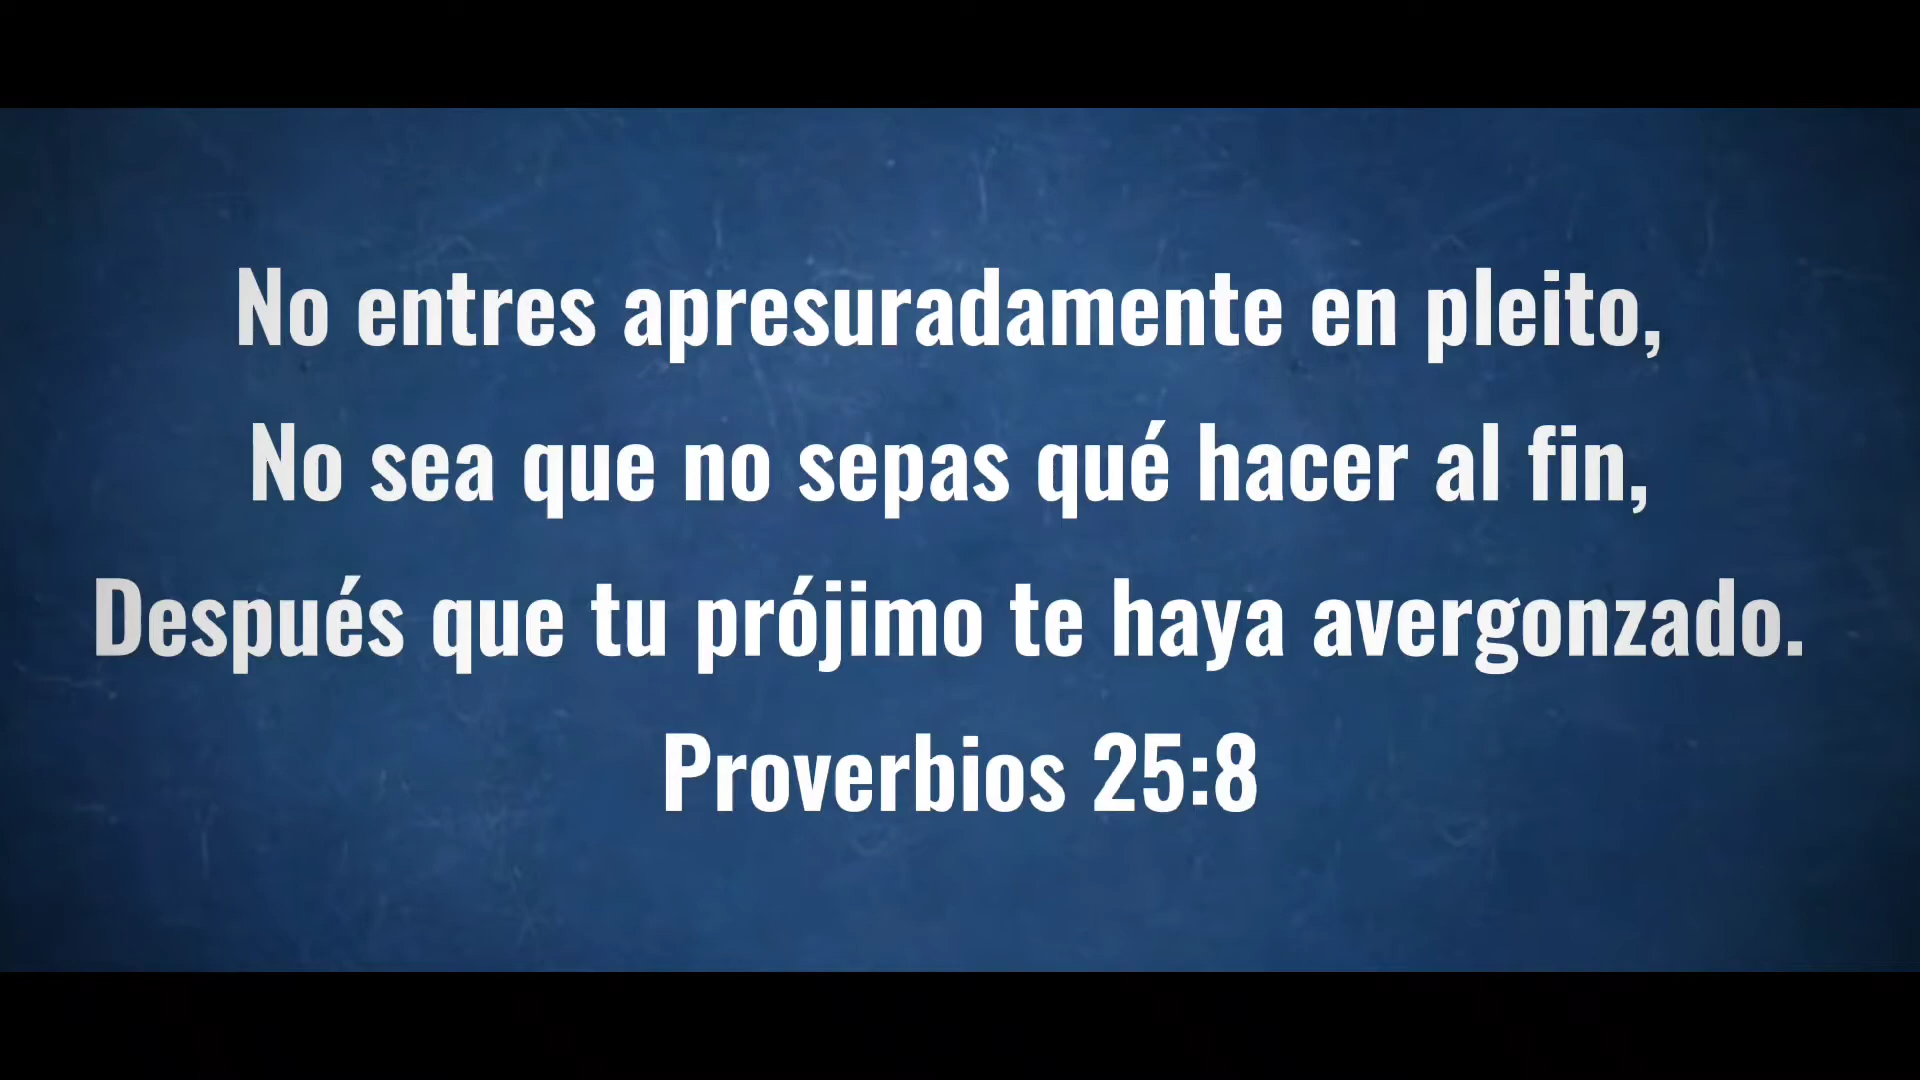 No entres apresuradamente en pleito,
No sea que no sepas qué hacer al fin,
Después que tu prójimo te haya avergonzado.
Proverbios 25:8